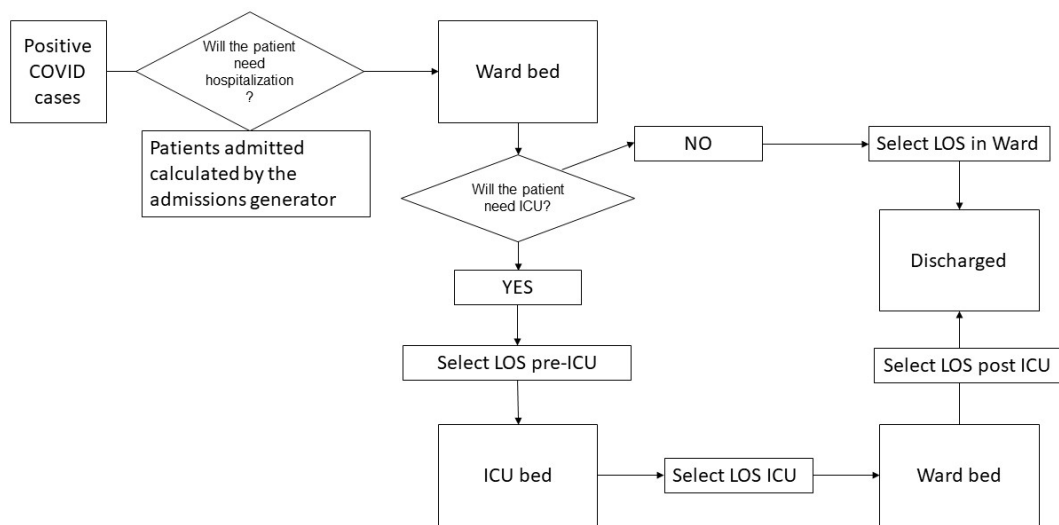 Positive
COVID
cases
Will the patient
need
hospitalization
?
Patients admitted
calculated by the
admissions generator
Ward bed
Will the patient
need ICU?
NO
Select LOS in Ward
Discharged
YES
Select LOS pre-ICU
ICU bed
Select LOS ICU
Ward bed
Select LOS post ICU